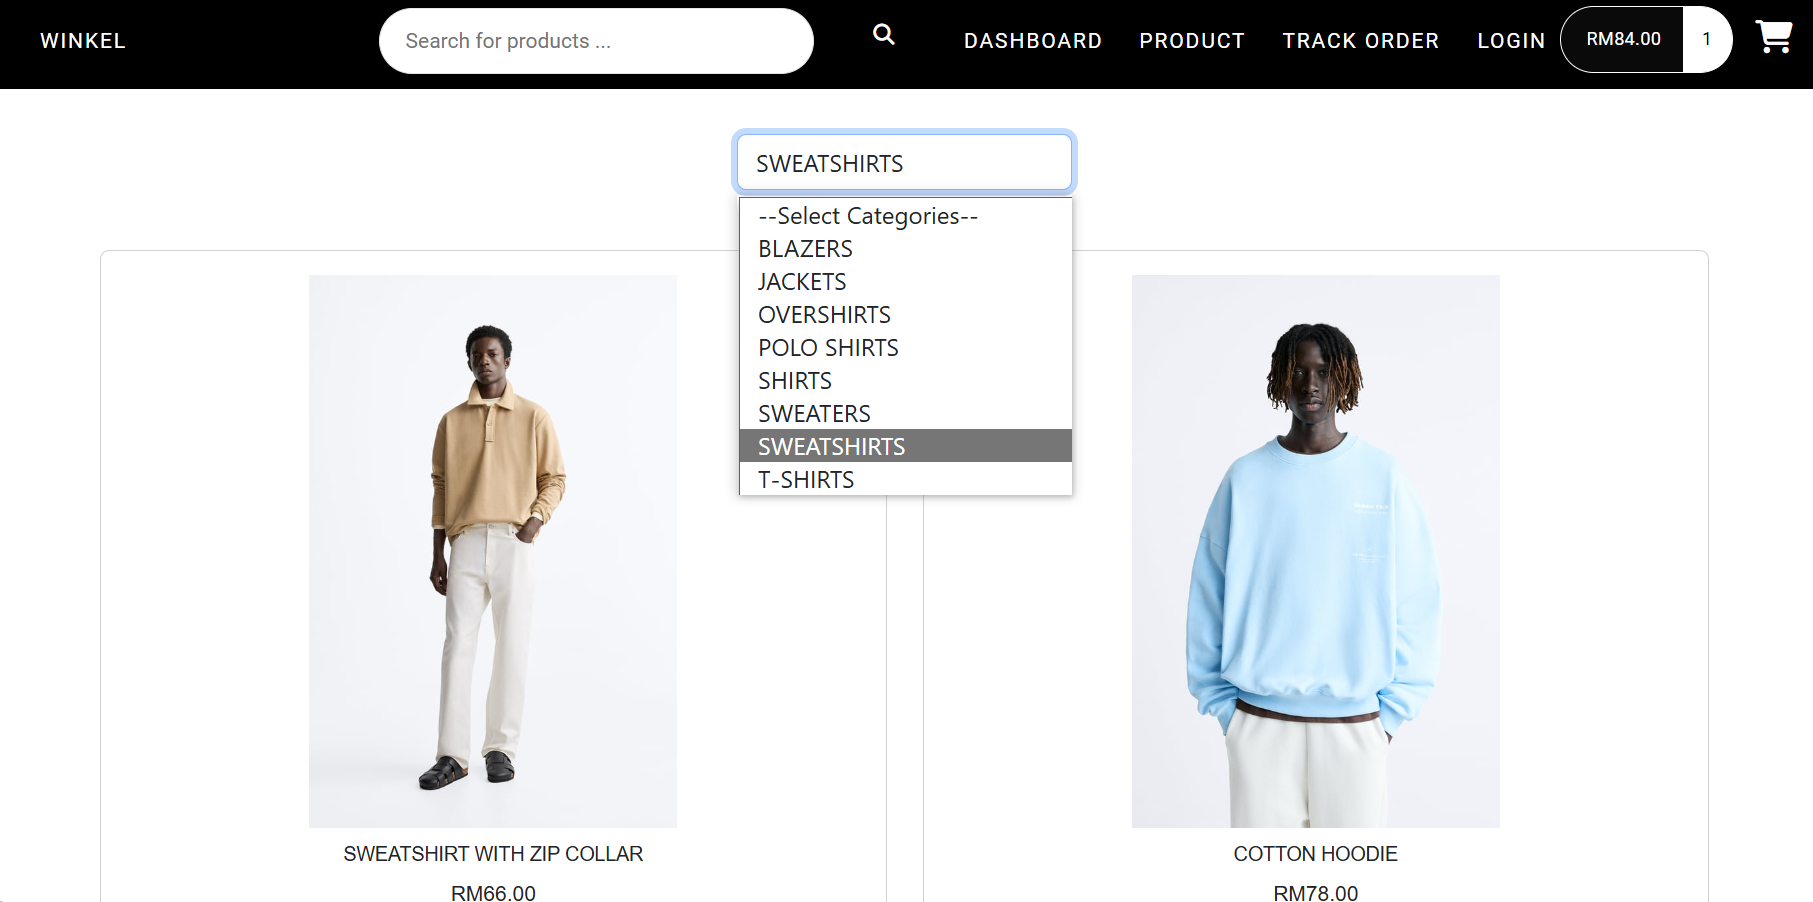 WINKEL
Search for products ...
DASHBOARD
PRODUCT
TRACK ORDER
LOGIN
RM84.00
1
SWEATSHIRTS
--Select Categories--
BLAZERS
JACKETS
OVERSHIRTS
POLO SHIRTS
SHIRTS
SWEATERS
SWEATSHIRTS
T-SHIRTS
SWEATSHIRT WITH ZIP COLLAR
RM66.00
COTTON HOODIE
RM78.00